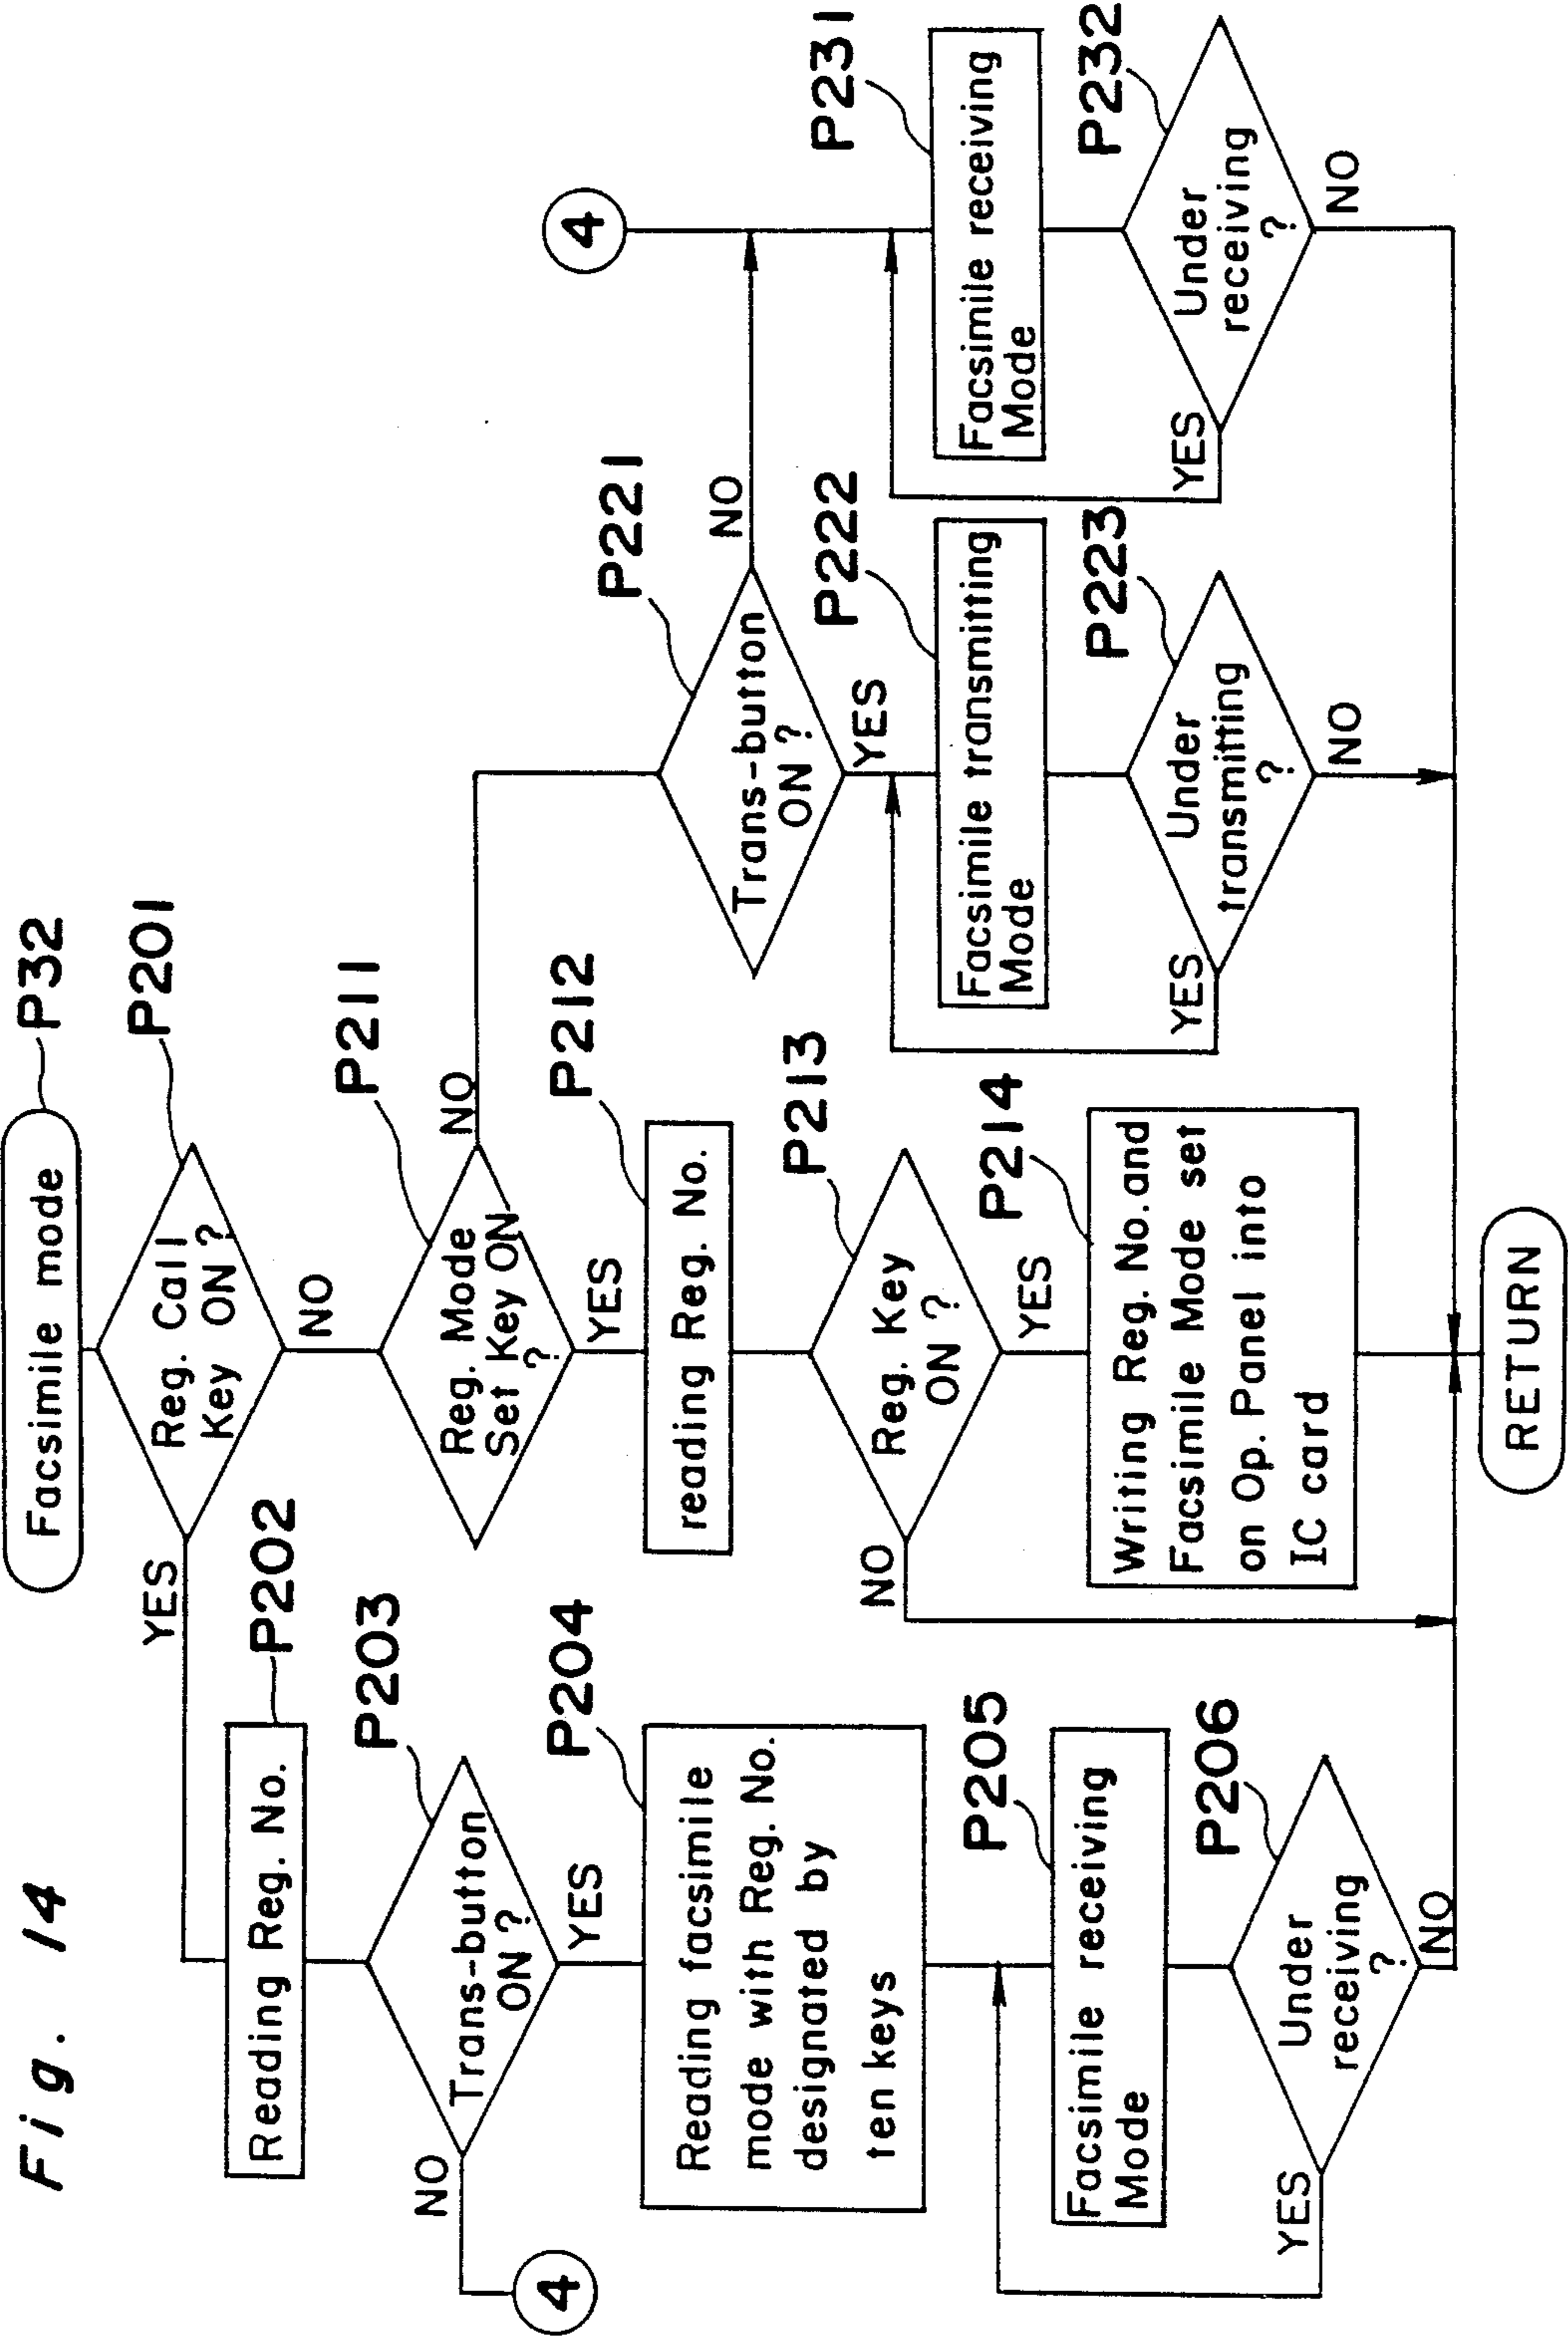 Fig. 14
Facsimile mode
P32
Reg. Call
Key ON ?
P201
YES
NO
Reading Reg. No.
P202
Trans-button
ON ?
P203
NO
YES
4
Reading facsimile
mode with Reg. No.
designated by
ten keys
P204
Facsimile receiving
Mode
P205
Under
receiving
?
P206
YES
NO
Reg. Mode
Set Key ON
?
P211
NO
YES
reading Reg. No.
P212
Reg. Key
ON ?
P213
NO
YES
Writing Reg. No. and
Facsimile Mode set
on Op. Panel into
IC card
P214
Trans-button
ON ?
P221
NO
YES
Facsimile transmitting
Mode
P222
Under
transmitting
?
P223
YES
NO
4
Facsimile receiving
Mode
P231
Under
receiving
?
P232
YES
NO
RETURN